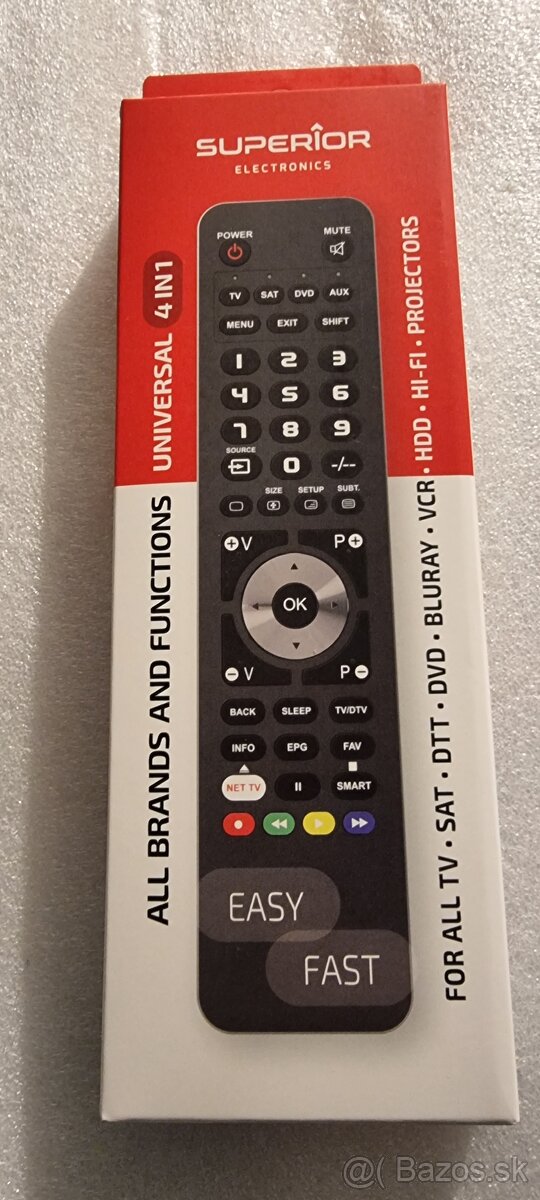 SUPERIOR
ELECTRONICS
ALL BRANDS AND FUNCTIONS UNIVERSAL 4 IN 1
POWER MUTE
TV SAT DVD AUX
MENU EXIT SHIFT
1 2 3
4 5 6
7 8 9
SOURCE
0 -/--
SIZE SETUP SUBT.
+ V P +
OK
- V P -
BACK SLEEP TV/DTV
INFO EPG FAV
NET TV SMART
EASY
FAST
FOR ALL TV • SAT • DTT • DVD • BLURAY • VCR • HDD • HI-FI • PROJECTORS
@ Bazos.sk